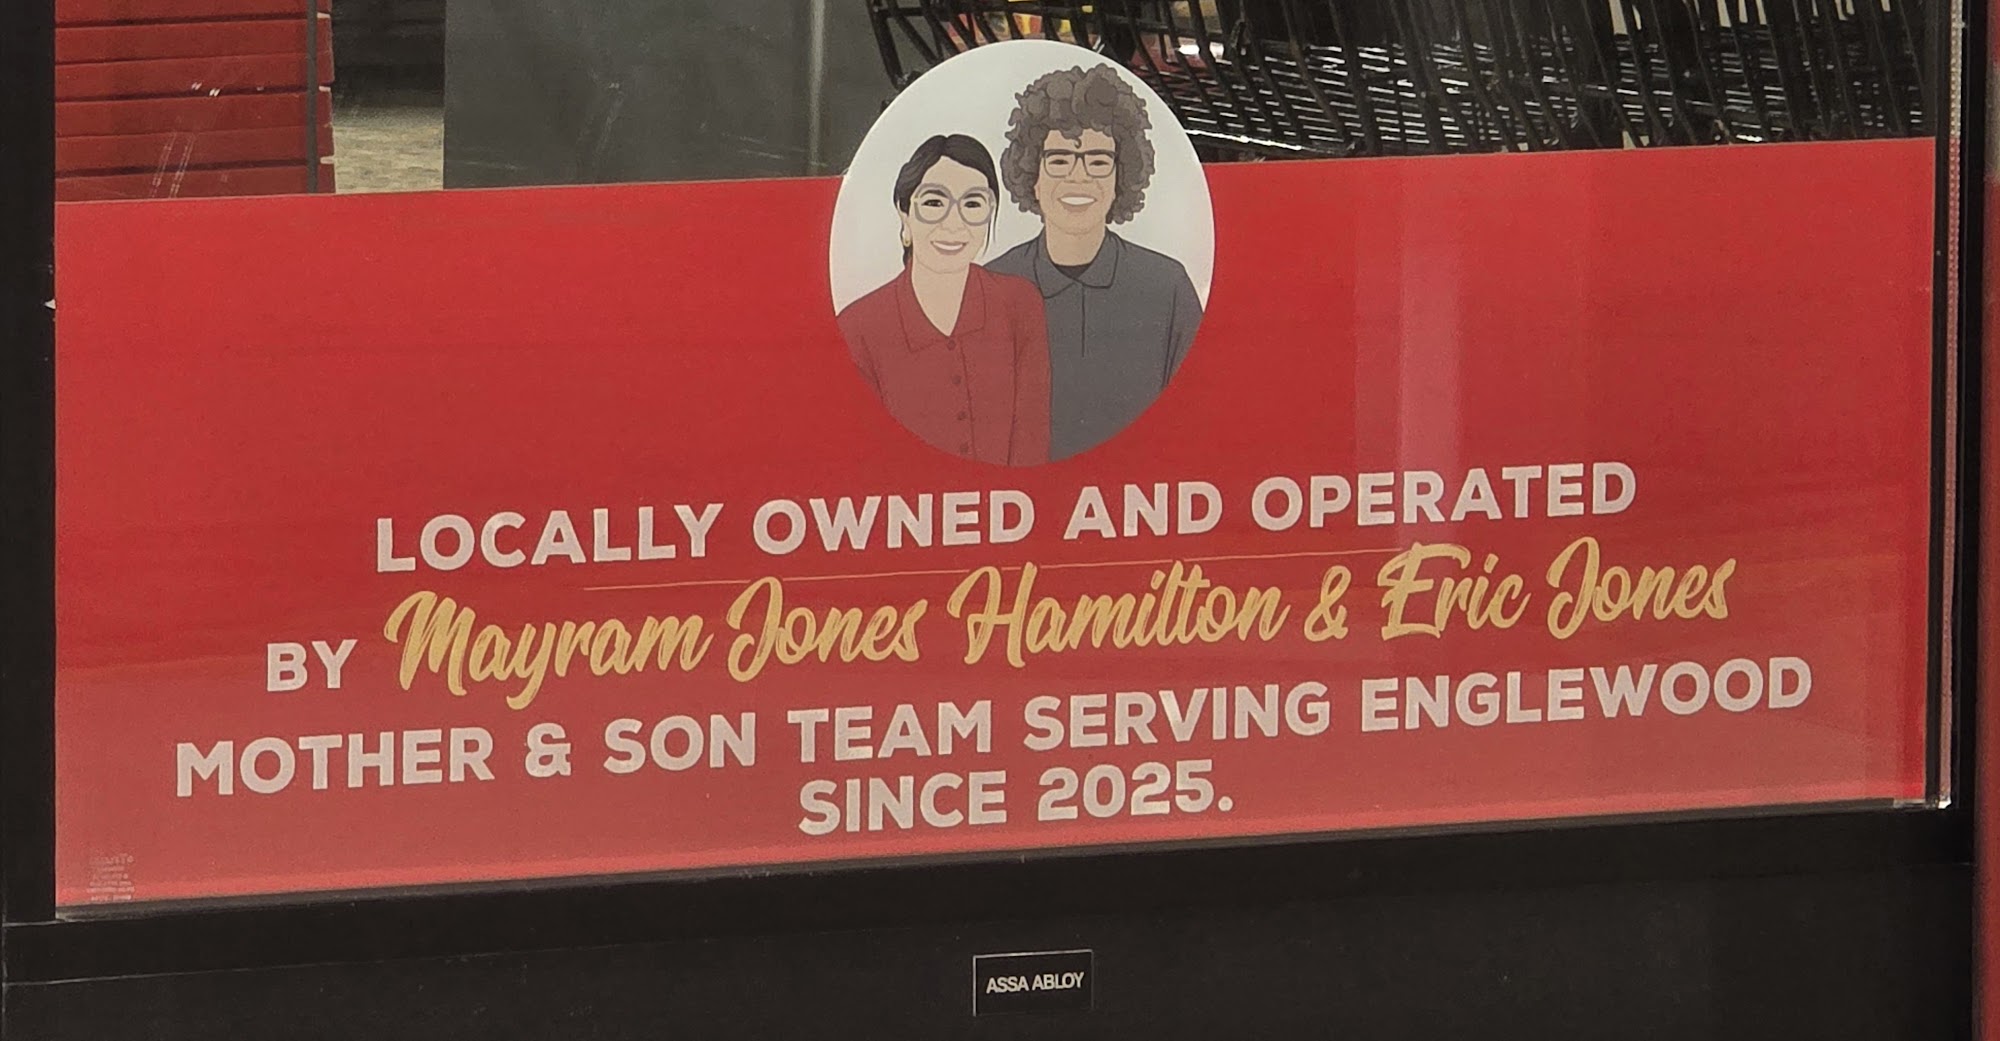 LOCALLY OWNED AND OPERATED
BY Mayram Jones Hamilton & Eric Jones
MOTHER & SON TEAM SERVING ENGLEWOOD
SINCE 2025.
ASSA ABLOY